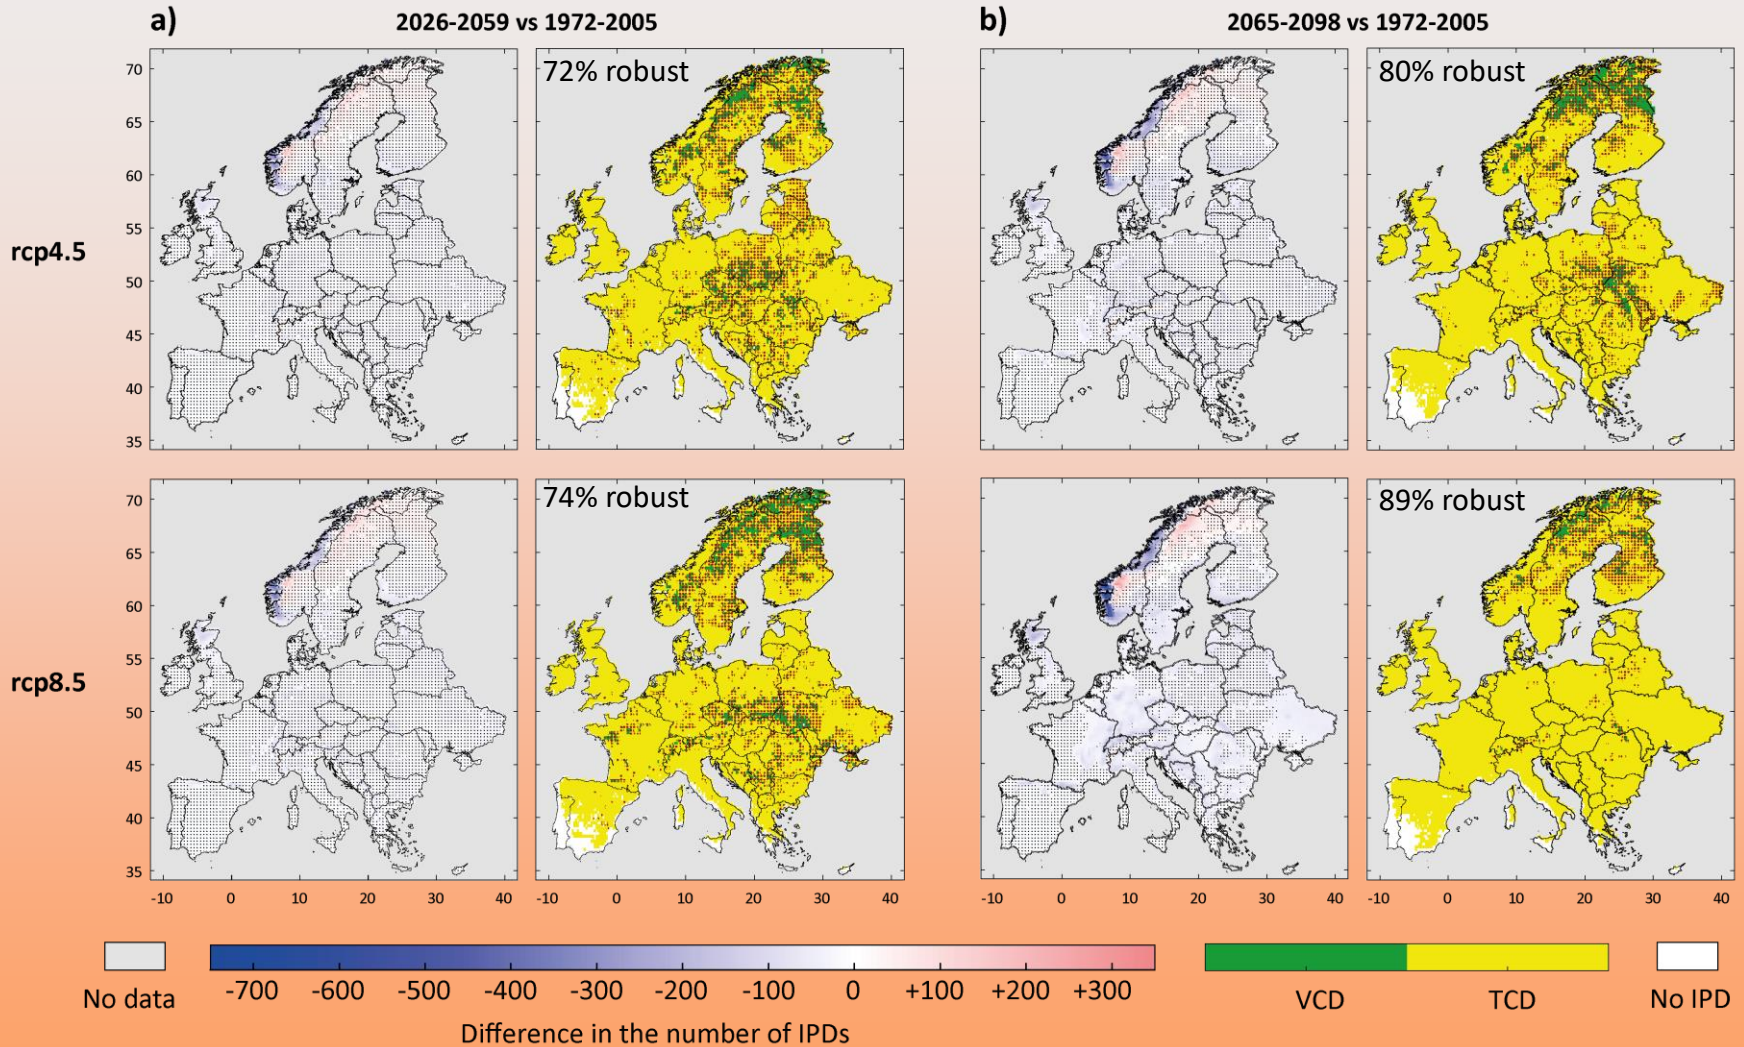 a) 2026-2059 vs 1972-2005
b) 2065-2098 vs 1972-2005
rcp4.5
70
65
60
55
50
45
40
35
72% robust
80% robust
rcp8.5
70
65
60
55
50
45
40
35
74% robust
89% robust
-10 0 10 20 30 40
-10 0 10 20 30 40
-10 0 10 20 30 40
-10 0 10 20 30 40
No data
-700 -600 -500 -400 -300 -200 -100 0 +100 +200 +300
Difference in the number of IPDs
VCD TCD
No IPD